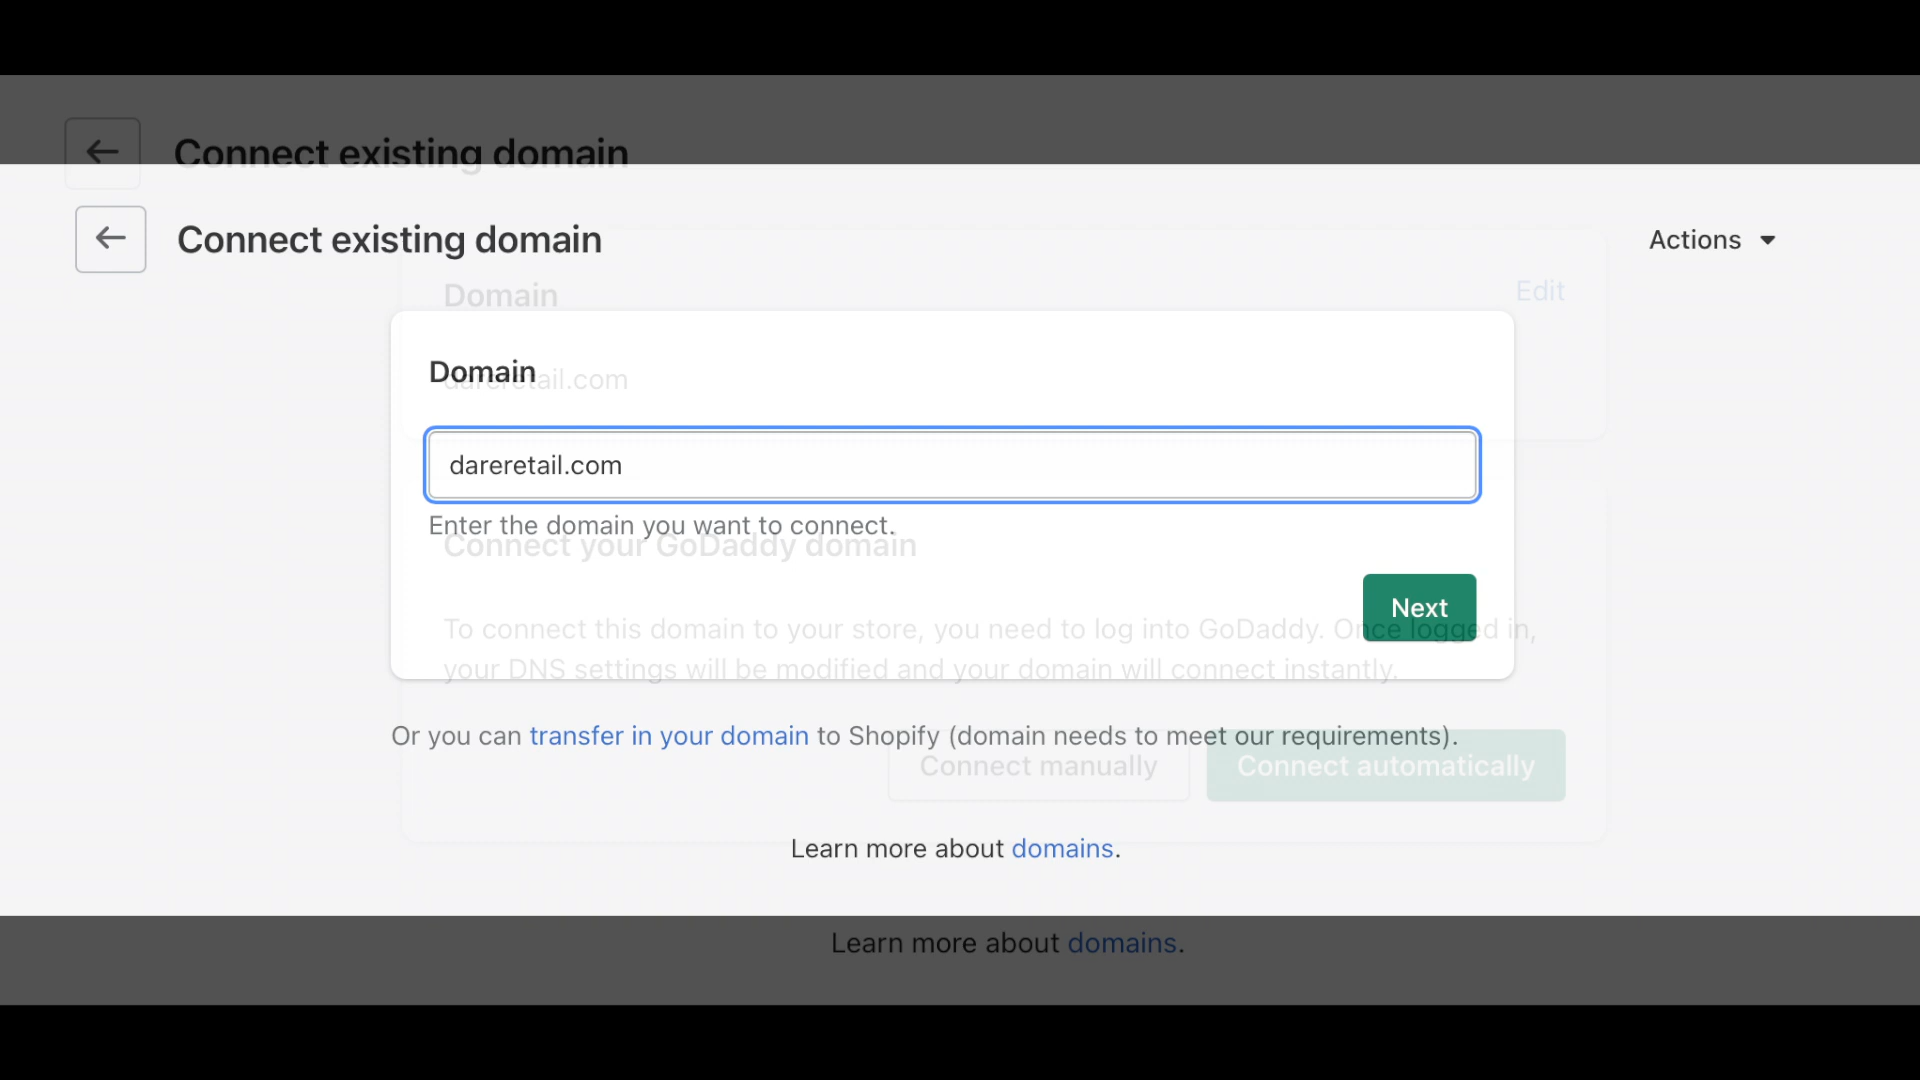 Connect existing domain
Connect existing domain
Actions
Domain
Edit
Domain
dareretail.com
dareretail.com
Enter the domain you want to connect.
Connect your GoDaddy domain
Next
To connect this domain to your store, you need to log into GoDaddy. Once logged in,
your DNS settings will be modified and your domain will connect instantly.
Or you can transfer in your domain to Shopify (domain needs to meet our requirements).
Connect manually
Connect automatically
Learn more about domains.
Learn more about domains.